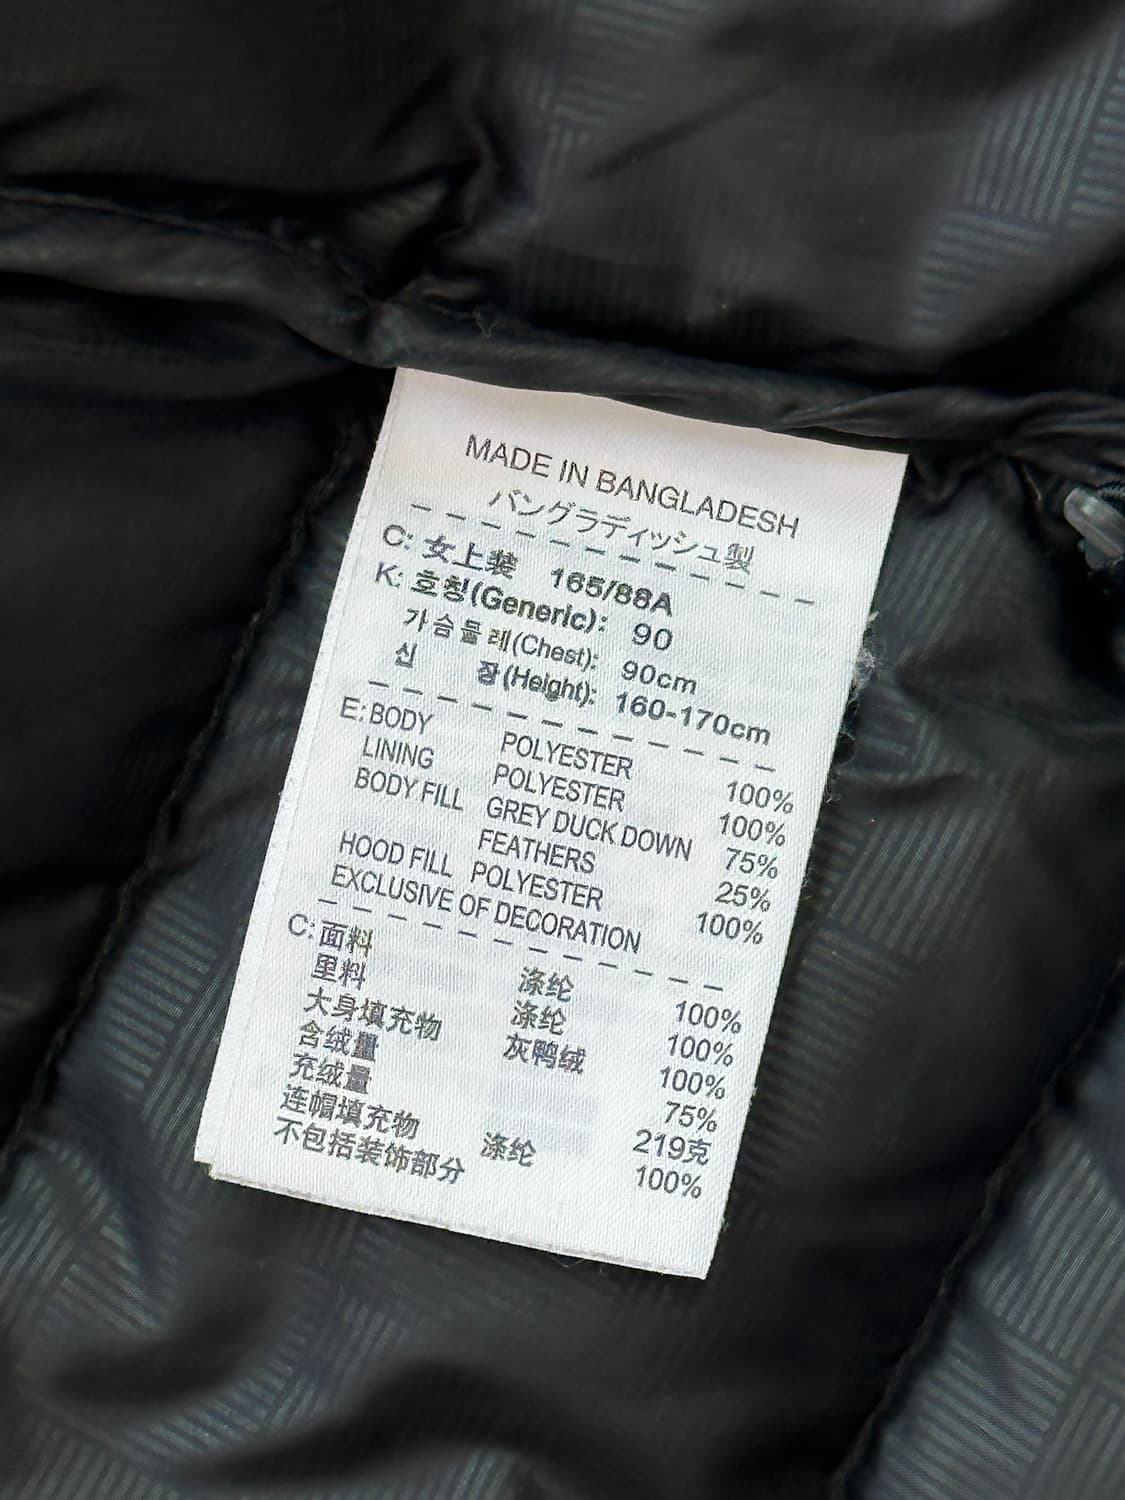 MADE IN BANGLADESH
バングラディッシュ製
C: 女上装 165/88A
K: 호칭(Generic): 90
가슴둘레(Chest): 90cm
신 장(Height): 160-170cm
E: BODY POLYESTER 100%
LINING POLYESTER 100%
BODY FILL GREY DUCK DOWN 75%
FEATHERS 25%
HOOD FILL POLYESTER 100%
EXCLUSIVE OF DECORATION
C: 面料 涤纶 100%
里料 涤纶 100%
大身填充物 灰鸭绒 100%
含绒量 75%
充绒量 219克
连帽填充物 涤纶 100%
不包括装饰部分